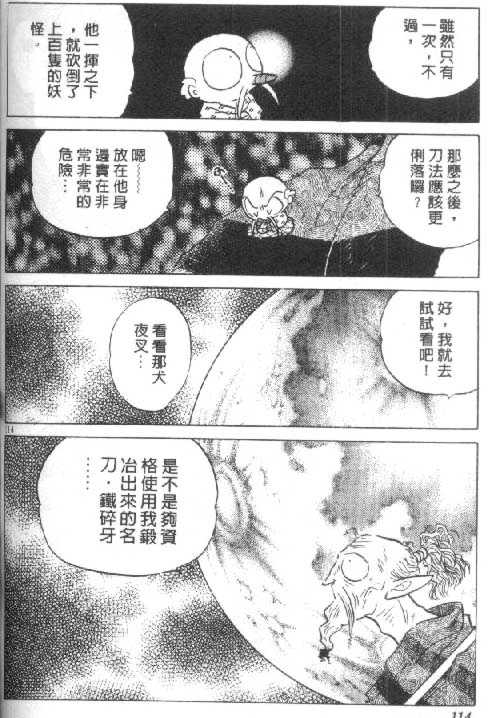 雖然只有
一次，不
過，
他一揮之下
，就砍倒了
上百隻的妖
怪。
那麼之後，
刀法應該更
俐落囉？
嗯~~~~~
放在他身
邊實在非
常非常的
危險…
好，我就去
試試看吧！
看看那犬
夜叉…
是不是夠資
格使用我鍛
冶出來的名
刀．鐵碎牙
……
114